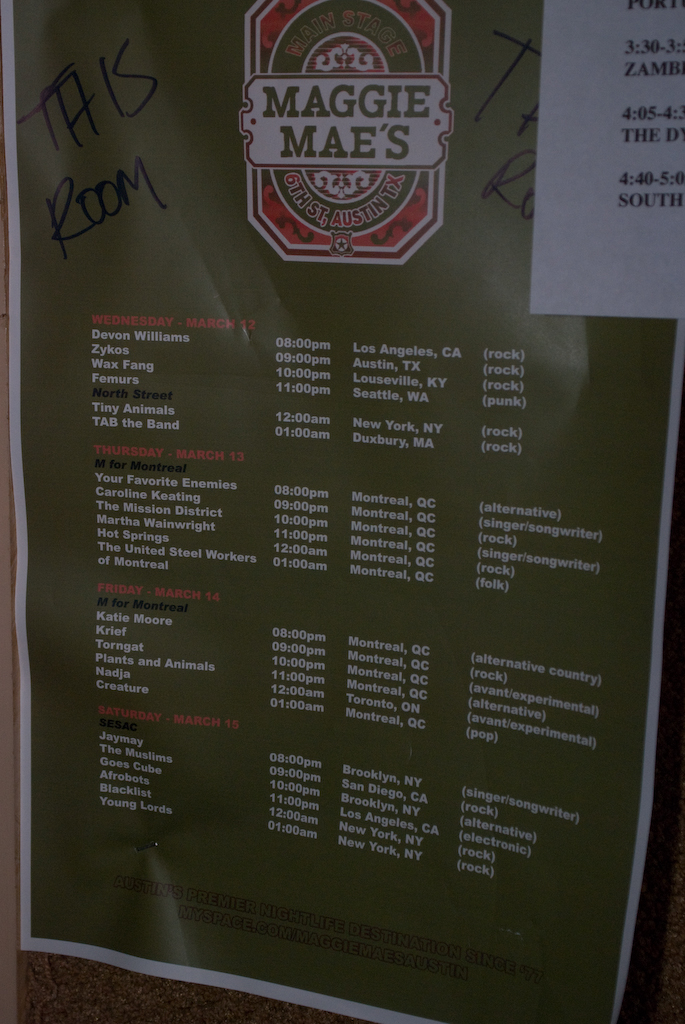 THIS
ROOM
MAIN STAGE
MAGGIE
MAE'S
6TH ST, AUSTIN TX
3:30-3:
ZAMB
4:05-4:3
THE DY
4:40-5:0
SOUTH
WEDNESDAY - MARCH 12
Devon Williams 08:00pm Los Angeles, CA (rock)
Zykos 09:00pm Austin, TX (rock)
Wax Fang 10:00pm Louseville, KY (rock)
Femurs 11:00pm Seattle, WA (punk)
North Street
Tiny Animals 12:00am New York, NY (rock)
TAB the Band 01:00am Duxbury, MA (rock)
THURSDAY - MARCH 13
M for Montreal
Your Favorite Enemies 08:00pm Montreal, QC (alternative)
Caroline Keating 09:00pm Montreal, QC (singer/songwriter)
The Mission District 10:00pm Montreal, QC (rock)
Martha Wainwright 11:00pm Montreal, QC (singer/songwriter)
Hot Springs 12:00am Montreal, QC (rock)
The United Steel Workers 01:00am Montreal, QC (folk)
of Montreal
FRIDAY - MARCH 14
M for Montreal
Katie Moore 08:00pm Montreal, QC (alternative country)
Krief 09:00pm Montreal, QC (rock)
Torngat 10:00pm Montreal, QC (avant/experimental)
Plants and Animals 11:00pm Montreal, QC (alternative)
Nadja 12:00am Toronto, ON (avant/experimental)
Creature 01:00am Montreal, QC (pop)
SATURDAY - MARCH 15
SESAC
Jaymay 08:00pm Brooklyn, NY (singer/songwriter)
The Muslims 09:00pm San Diego, CA (rock)
Goes Cube 10:00pm Brooklyn, NY (alternative)
Afrobots 11:00pm Los Angeles, CA (electronic)
Blacklist 12:00am New York, NY (rock)
Young Lords 01:00am New York, NY (rock)
AUSTIN'S PREMIER NIGHTLIFE DESTINATION SINCE '77
MYSPACE.COM/MAGGIEMAESAUSTIN